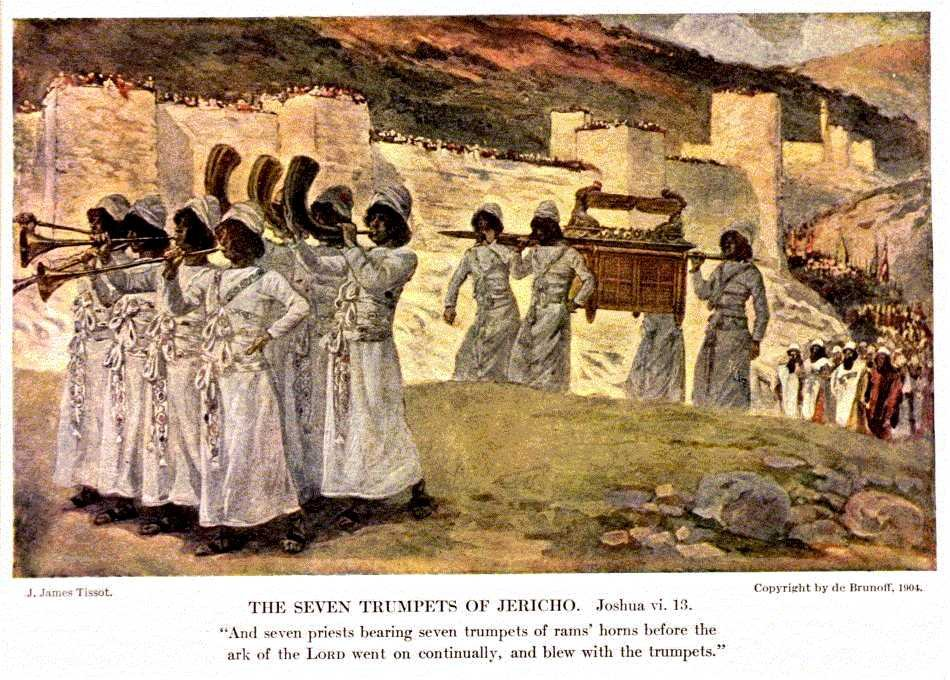 J. James Tissot.
Copyright by de Brunoff, 1904.
THE SEVEN TRUMPETS OF JERICHO. Joshua vi. 13.
"And seven priests bearing seven trumpets of rams' horns before the
ark of the LORD went on continually, and blew with the trumpets."